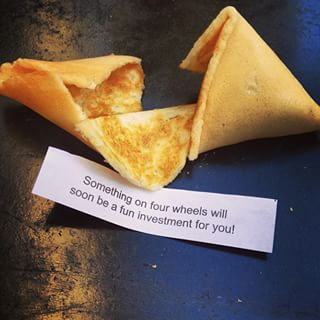 Something on four wheels will
soon be a fun investment for you!